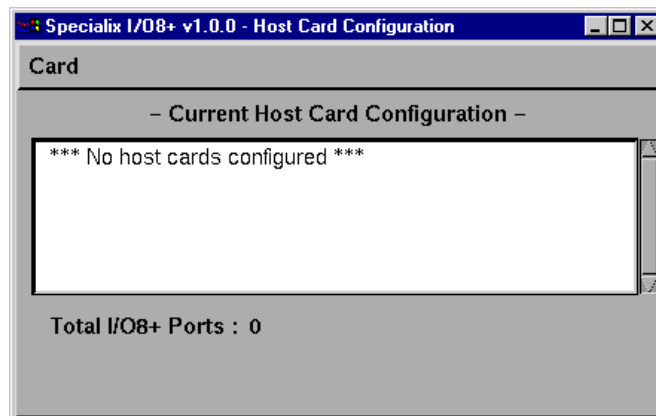 Specialix I/O8+ v1.0.0 - Host Card Configuration
Card
– Current Host Card Configuration –
*** No host cards configured ***
Total I/O8+ Ports : 0